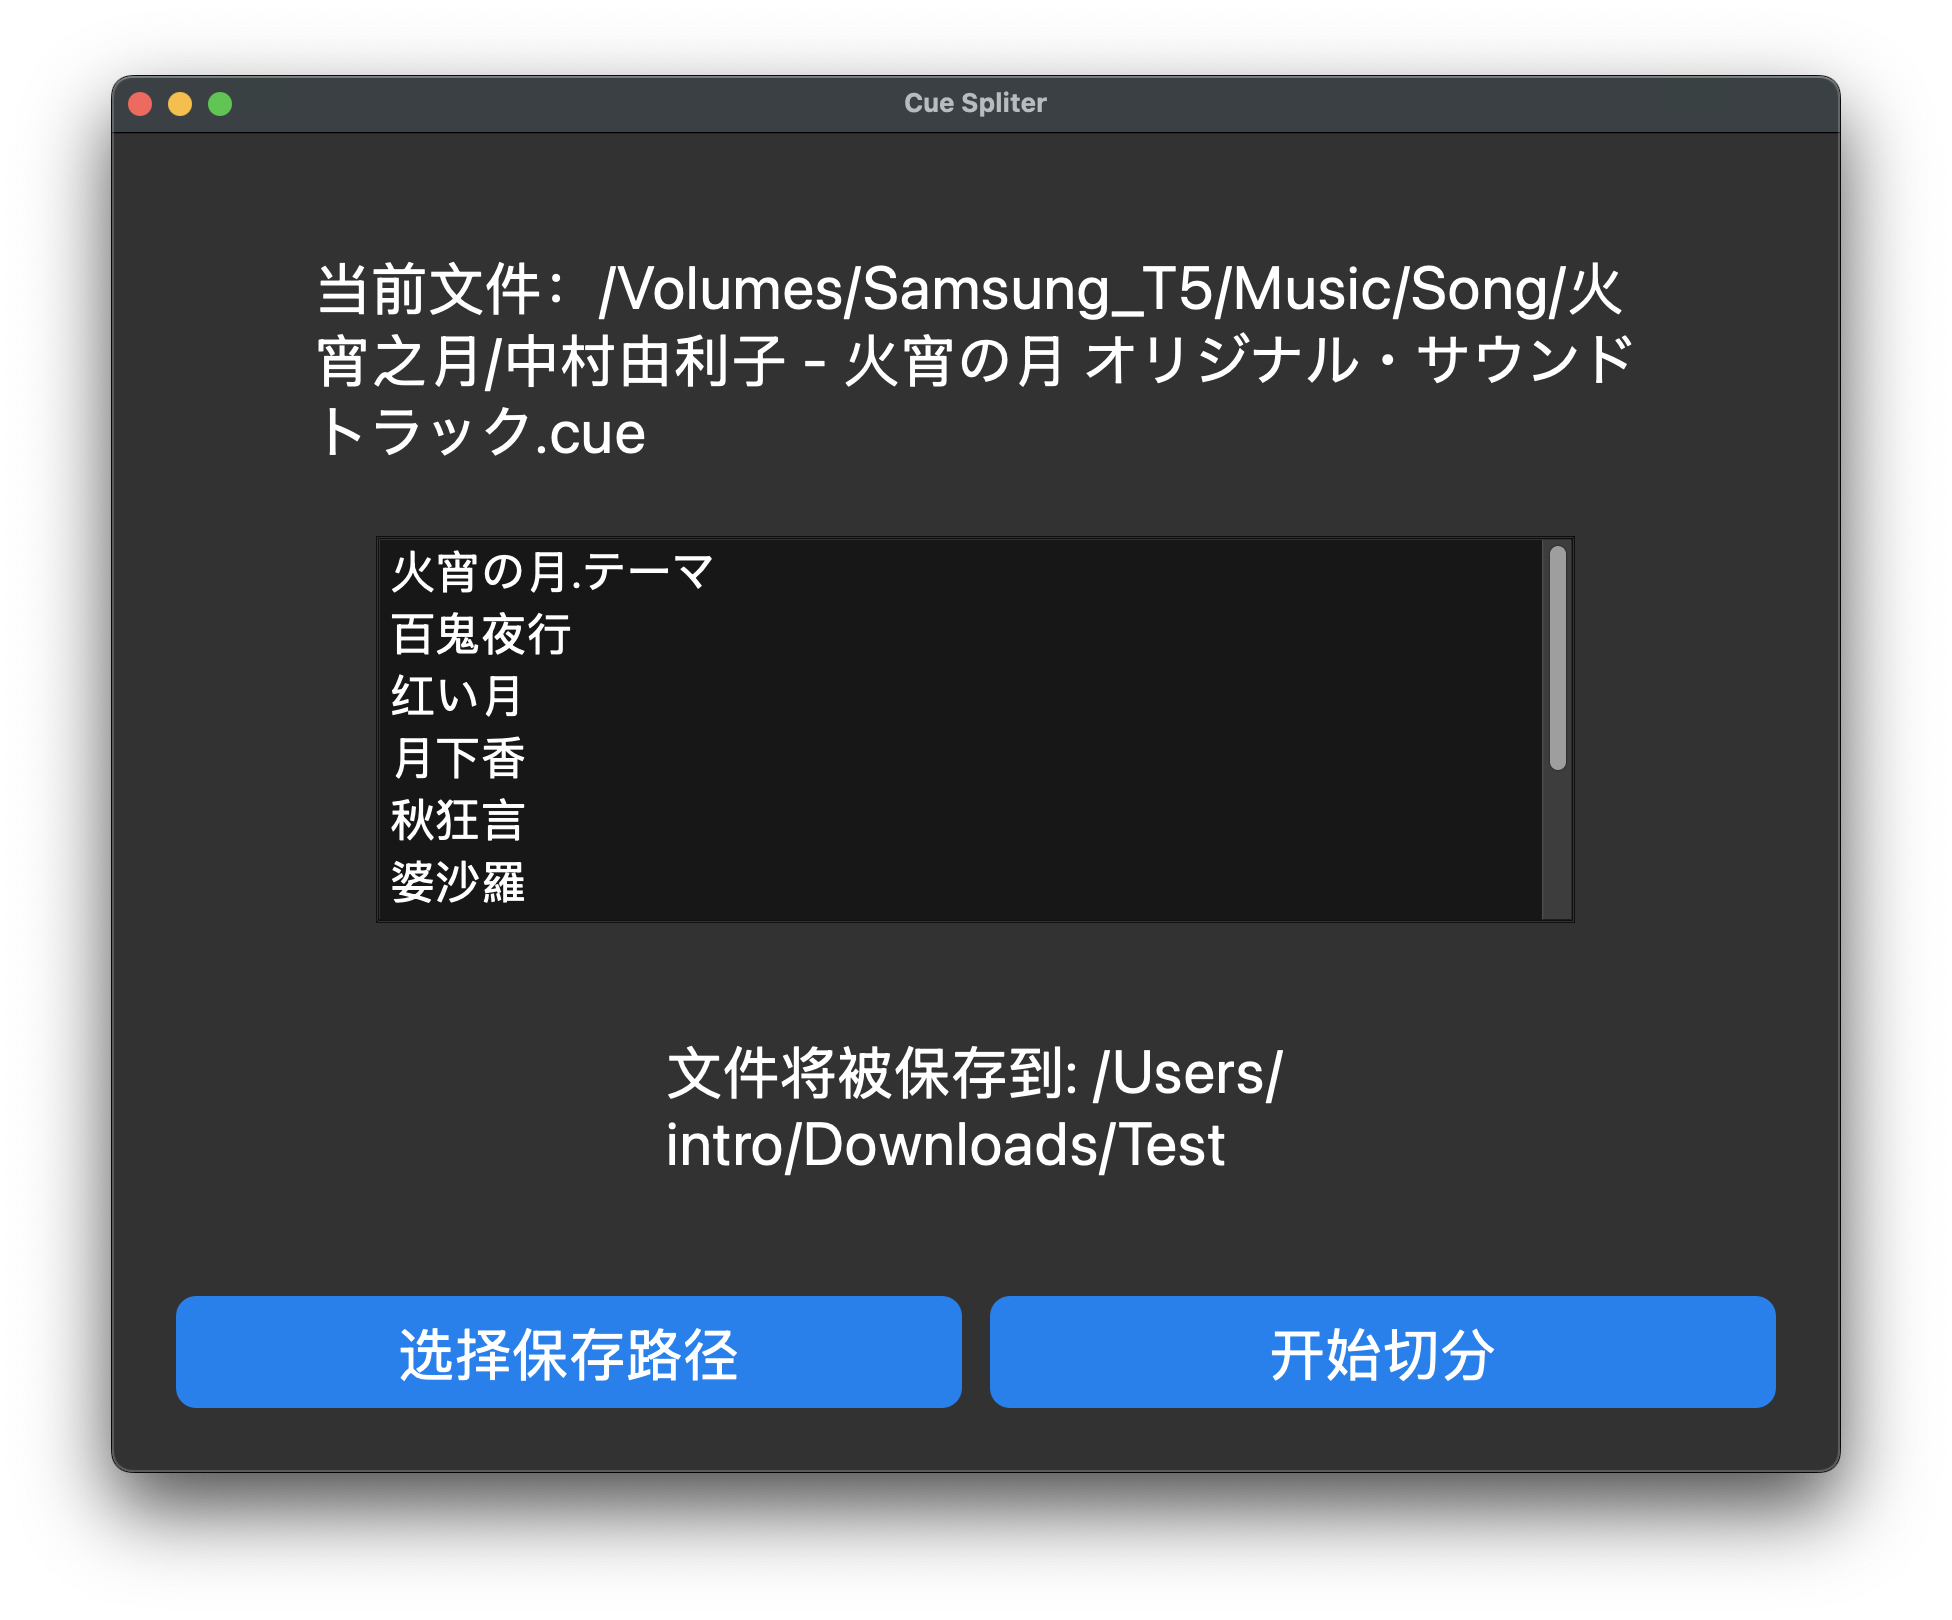 Cue Spliter
当前文件：/Volumes/Samsung_T5/Music/Song/火
宵之月/中村由利子 - 火宵の月 オリジナル・サウンド
トラック.cue
火宵の月.テーマ
百鬼夜行
红い月
月下香
秋狂言
婆沙羅
文件将被保存到: /Users/
intro/Downloads/Test
选择保存路径
开始切分